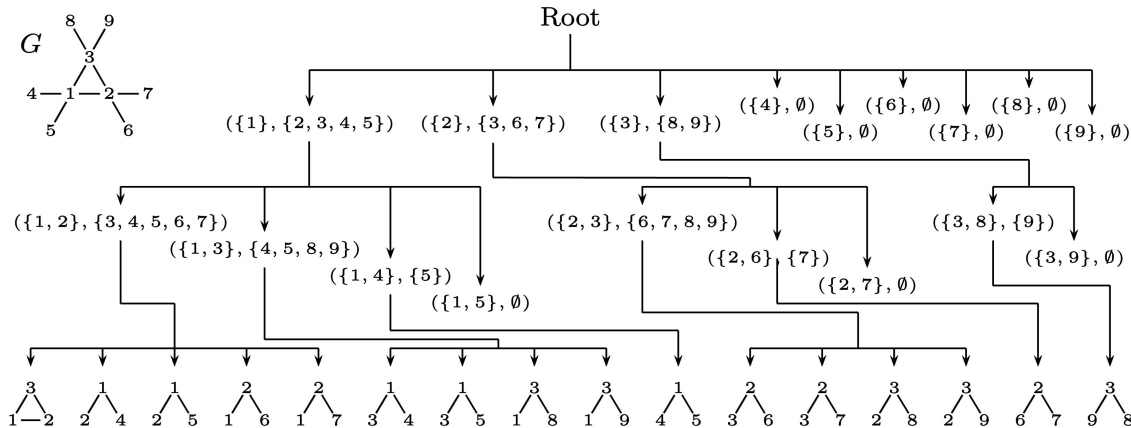 Root
8 9
G
3
4 1 2 7
5 6
({1}, {2, 3, 4, 5}) ({2}, {3, 6, 7}) ({3}, {8, 9}) ({4}, ∅) ({5}, ∅) ({6}, ∅) ({7}, ∅) ({8}, ∅) ({9}, ∅)
({1, 2}, {3, 4, 5, 6, 7}) ({1, 3}, {4, 5, 8, 9}) ({1, 4}, {5}) ({1, 5}, ∅) ({2, 3}, {6, 7, 8, 9}) ({2, 6}, {7}) ({2, 7}, ∅) ({3, 8}, {9}) ({3, 9}, ∅)
3 1 1 2 2 1 1 3 3 1 2 2 3 3 2 3
1 2 2 4 2 5 1 6 1 7 3 4 3 5 1 8 1 9 4 5 3 6 3 7 2 8 2 9 6 7 9 8